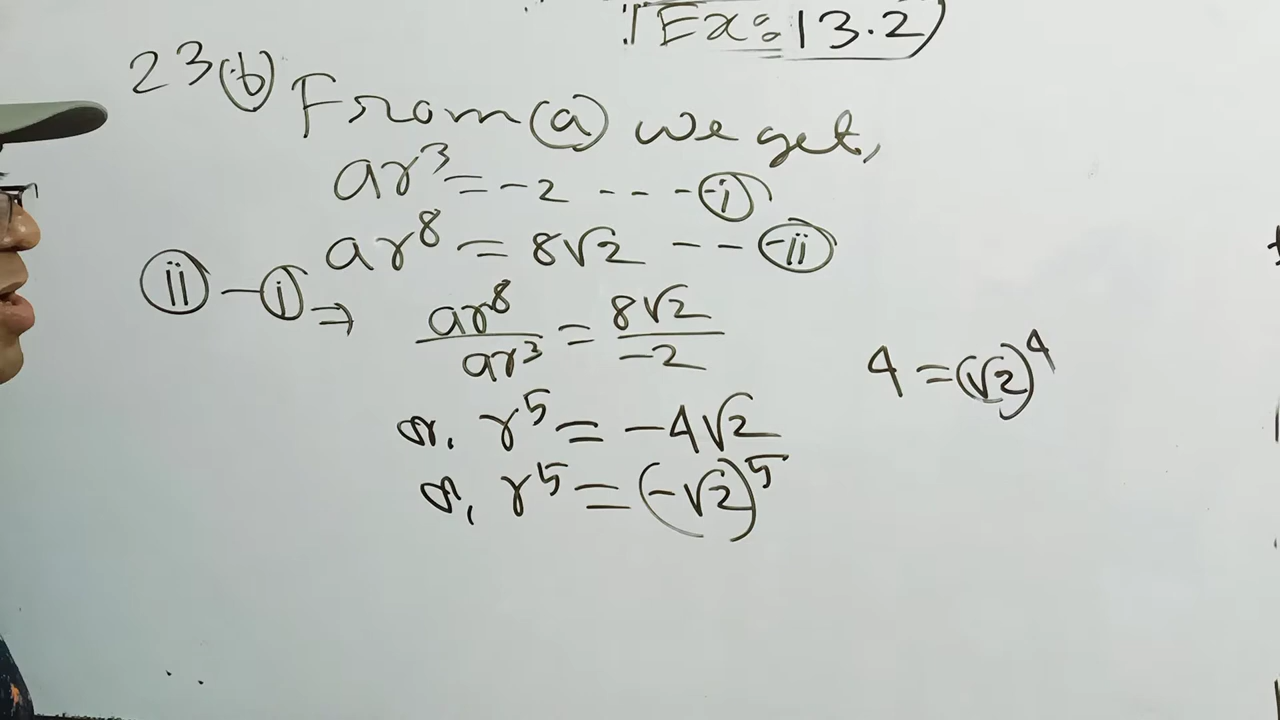 Ex: 13.2
23(b) From (a) we get,
ar³ = -2 - - - (i)
ar⁸ = 8√2 - - (ii)
(ii) - (i) ⇒ ar⁸/ar³ = 8√2/-2
or, r⁵ = -4√2
4 = (√2)⁴
or, r⁵ = (-√2)⁵